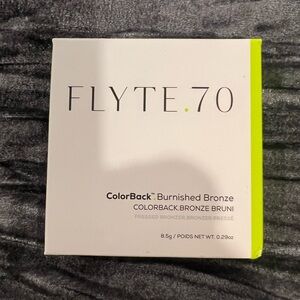 FLYTE.70
ColorBack™ Burnished Bronze
COLORBACK BRONZE BRUNI
PRESSED BRONZER.BRONZER PRESSÉ
8.5g / POIDS NET WT. 0.29oz